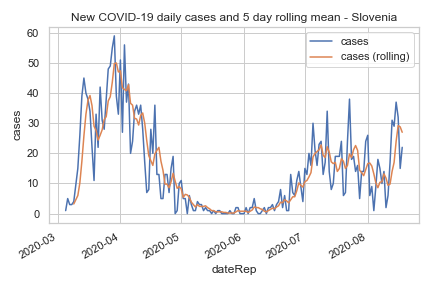 New COVID-19 daily cases and 5 day rolling mean - Slovenia
cases
cases (rolling)
60
50
40
30
20
10
0
cases
2020-03
2020-04
2020-05
2020-06
2020-07
2020-08
dateRep